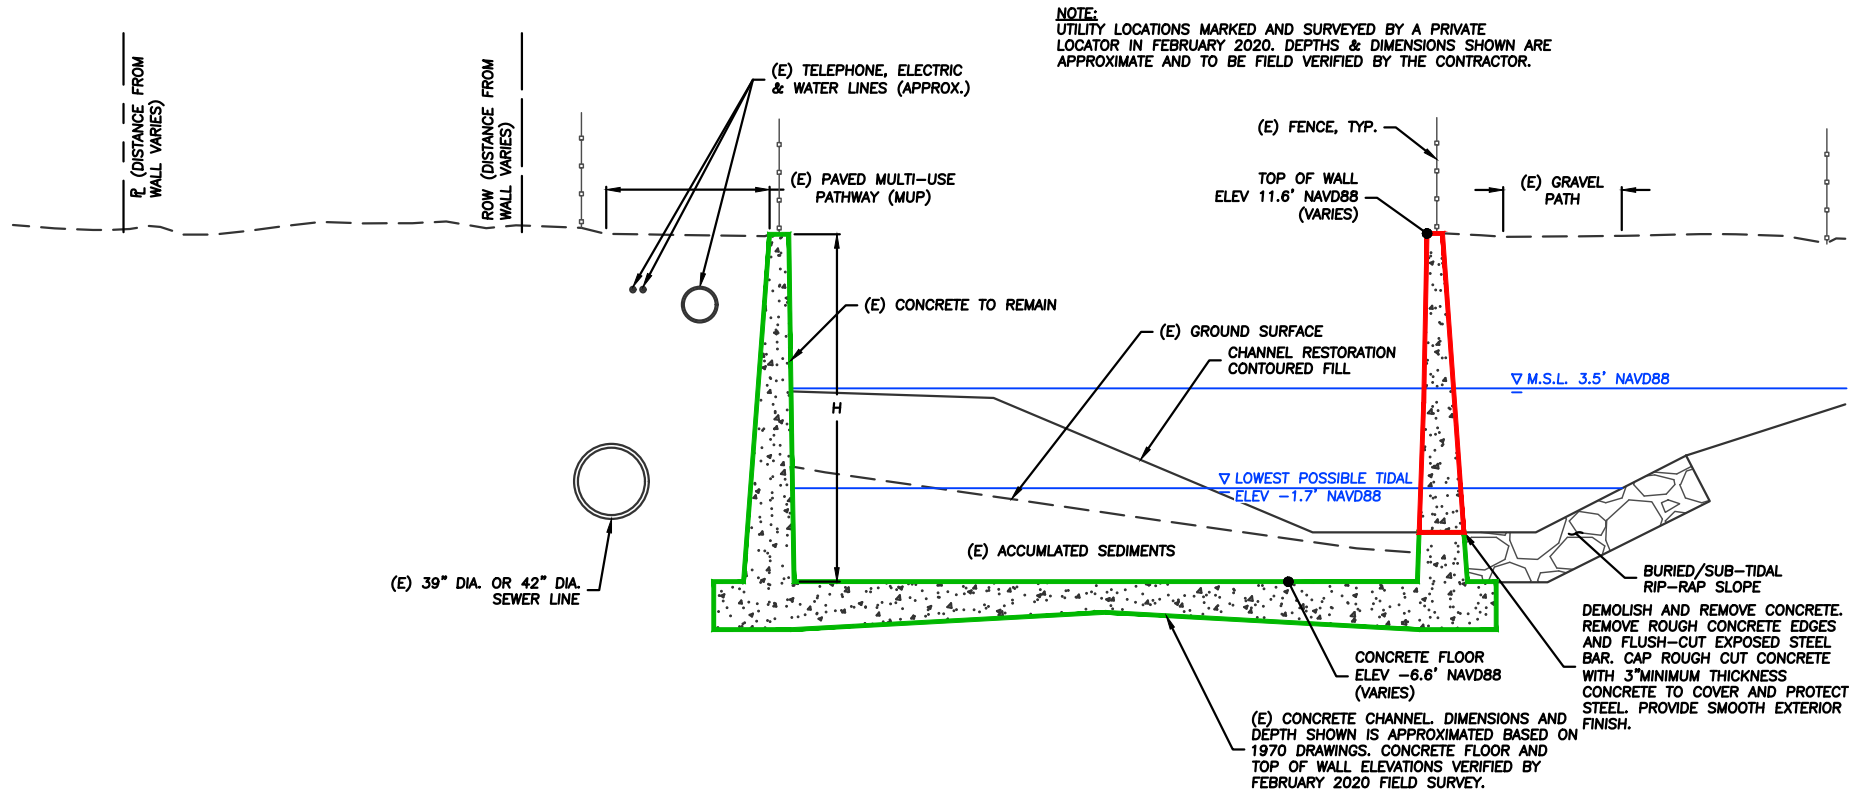 NOTE:
UTILITY LOCATIONS MARKED AND SURVEYED BY A PRIVATE
LOCATOR IN FEBRUARY 2020. DEPTHS & DIMENSIONS SHOWN ARE
APPROXIMATE AND TO BE FIELD VERIFIED BY THE CONTRACTOR.
PL (DISTANCE FROM
WALL VARIES)
ROW (DISTANCE FROM
WALL VARIES)
(E) TELEPHONE, ELECTRIC
& WATER LINES (APPROX.)
(E) PAVED MULTI-USE
PATHWAY (MUP)
(E) FENCE, TYP.
TOP OF WALL
ELEV 11.6' NAVD88
(VARIES)
(E) GRAVEL
PATH
(E) CONCRETE TO REMAIN
(E) GROUND SURFACE
CHANNEL RESTORATION
CONTOURED FILL
M.S.L. 3.5' NAVD88
H
LOWEST POSSIBLE TIDAL
ELEV -1.7' NAVD88
(E) ACCUMLATED SEDIMENTS
(E) 39" DIA. OR 42" DIA.
SEWER LINE
BURIED/SUB-TIDAL
RIP-RAP SLOPE
DEMOLISH AND REMOVE CONCRETE.
REMOVE ROUGH CONCRETE EDGES
AND FLUSH-CUT EXPOSED STEEL
BAR. CAP ROUGH CUT CONCRETE
WITH 3"MINIMUM THICKNESS
CONCRETE TO COVER AND PROTECT
STEEL. PROVIDE SMOOTH EXTERIOR
FINISH.
CONCRETE FLOOR
ELEV -6.6' NAVD88
(VARIES)
(E) CONCRETE CHANNEL. DIMENSIONS AND
DEPTH SHOWN IS APPROXIMATED BASED ON
1970 DRAWINGS. CONCRETE FLOOR AND
TOP OF WALL ELEVATIONS VERIFIED BY
FEBRUARY 2020 FIELD SURVEY.